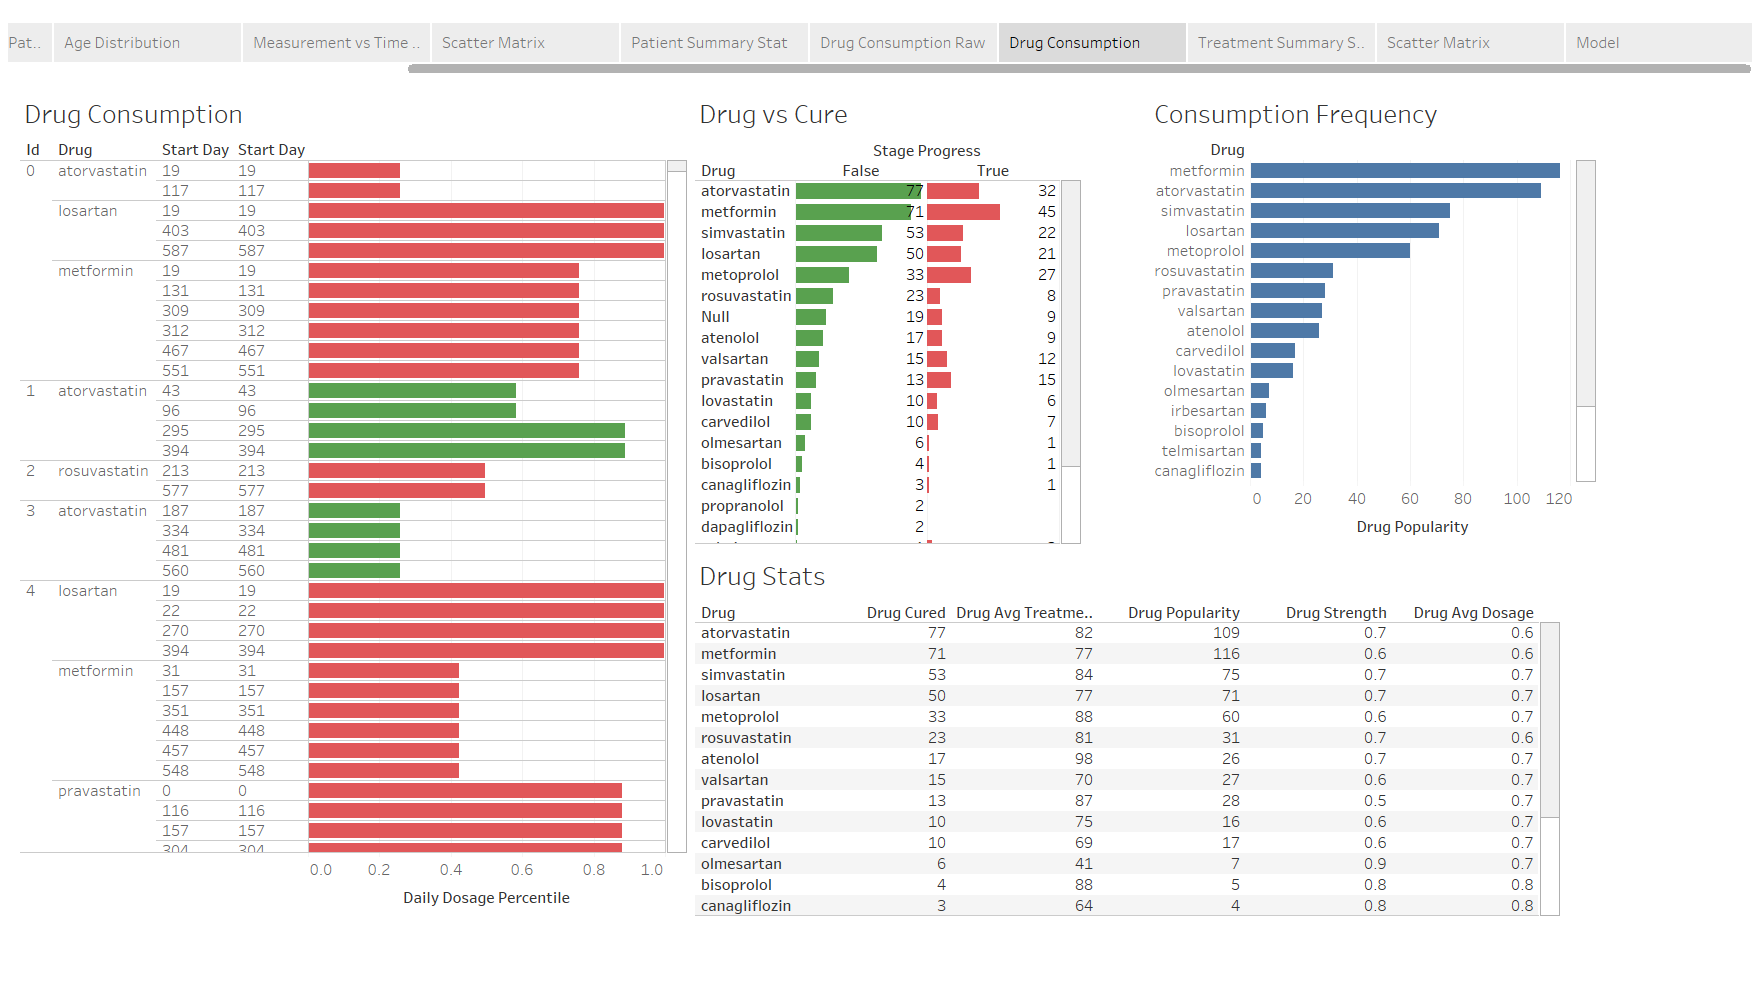 Pat.. Age Distribution Measurement vs Time .. Scatter Matrix Patient Summary Stat Drug Consumption Raw Drug Consumption Treatment Summary S.. Scatter Matrix Model
Drug Consumption
Id Drug Start Day Start Day
0 atorvastatin 19 19
117 117
losartan 19 19
403 403
587 587
metformin 19 19
131 131
309 309
312 312
467 467
551 551
1 atorvastatin 43 43
96 96
295 295
394 394
2 rosuvastatin 213 213
577 577
3 atorvastatin 187 187
334 334
481 481
560 560
4 losartan 19 19
22 22
270 270
394 394
metformin 31 31
157 157
351 351
448 448
457 457
548 548
pravastatin 0 0
116 116
157 157
304 304
0.0 0.2 0.4 0.6 0.8 1.0
Daily Dosage Percentile
Drug vs Cure
Stage Progress
Drug False True
atorvastatin 77 32
metformin 71 45
simvastatin 53 22
losartan 50 21
metoprolol 33 27
rosuvastatin 23 8
Null 19 9
atenolol 17 9
valsartan 15 12
pravastatin 13 15
lovastatin 10 6
carvedilol 10 7
olmesartan 6 1
bisoprolol 4 1
canagliflozin 3 1
propranolol 2
dapagliflozin 2
Consumption Frequency
Drug
metformin
atorvastatin
simvastatin
losartan
metoprolol
rosuvastatin
pravastatin
valsartan
atenolol
carvedilol
lovastatin
olmesartan
irbesartan
bisoprolol
telmisartan
canagliflozin
0 20 40 60 80 100 120
Drug Popularity
Drug Stats
Drug Drug Cured Drug Avg Treatme.. Drug Popularity Drug Strength Drug Avg Dosage
atorvastatin 77 82 109 0.7 0.6
metformin 71 77 116 0.6 0.6
simvastatin 53 84 75 0.7 0.7
losartan 50 77 71 0.7 0.7
metoprolol 33 88 60 0.6 0.7
rosuvastatin 23 81 31 0.7 0.6
atenolol 17 98 26 0.7 0.7
valsartan 15 70 27 0.6 0.7
pravastatin 13 87 28 0.5 0.7
lovastatin 10 75 16 0.6 0.7
carvedilol 10 69 17 0.6 0.7
olmesartan 6 41 7 0.9 0.7
bisoprolol 4 88 5 0.8 0.8
canagliflozin 3 64 4 0.8 0.8